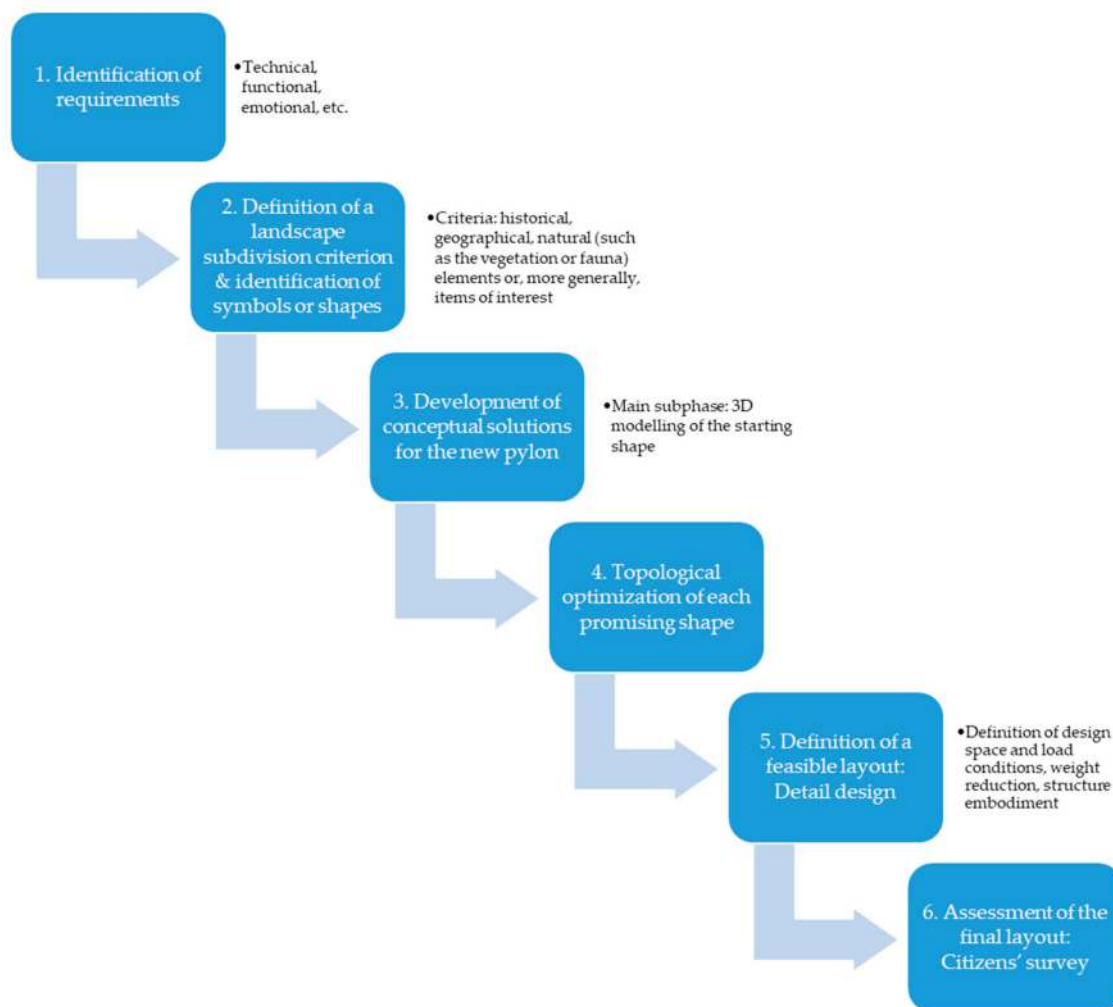 1. Identification of
requirements
•Technical,
functional,
emotional, etc.
2. Definition of a
landscape
subdivision criterion
& identification of
symbols or shapes
•Criteria: historical,
geographical, natural (such
as the vegetation or fauna)
elements or, more generally,
items of interest
3. Development of
conceptual solutions
for the new pylon
•Main subphase: 3D
modelling of the starting
shape
4. Topological
optimization of each
promising shape
5. Definition of a
feasible layout:
Detail design
•Definition of design
space and load
conditions, weight
reduction, structure
embodiment
6. Assessment of the
final layout:
Citizens' survey